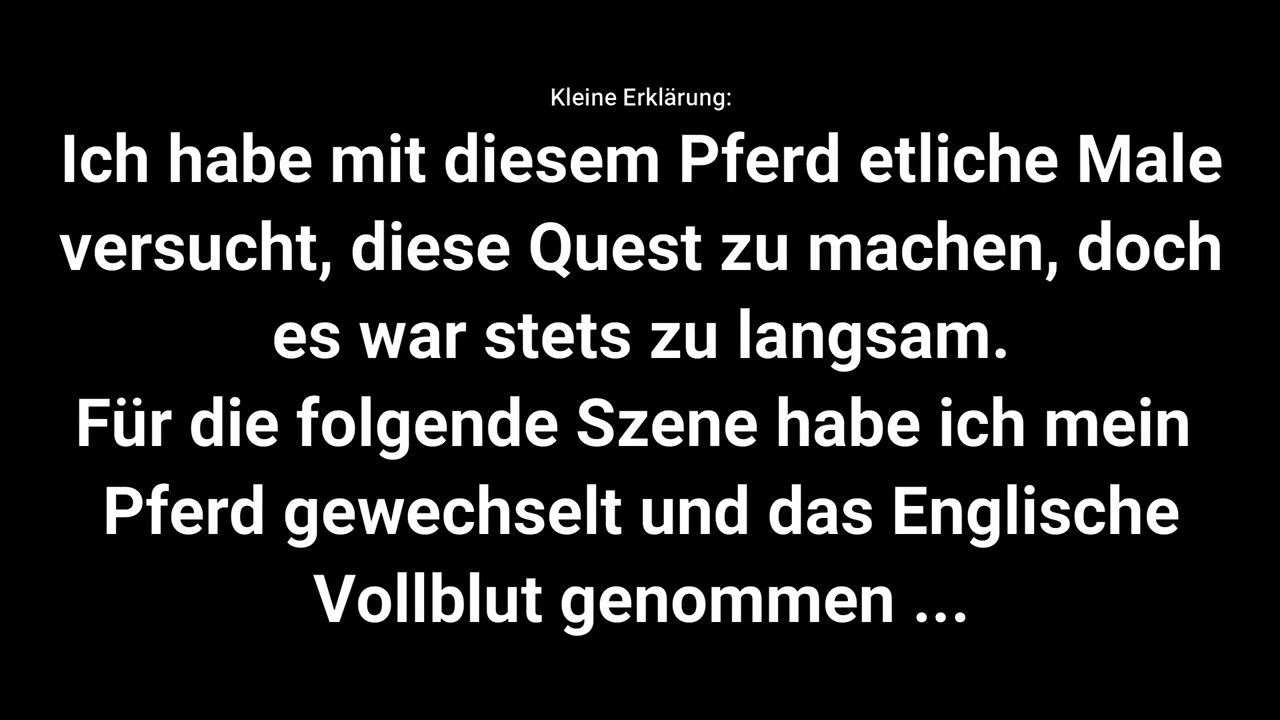 Kleine Erklärung:
Ich habe mit diesem Pferd etliche Male
versucht, diese Quest zu machen, doch
es war stets zu langsam.
Für die folgende Szene habe ich mein
Pferd gewechselt und das Englische
Vollblut genommen ...